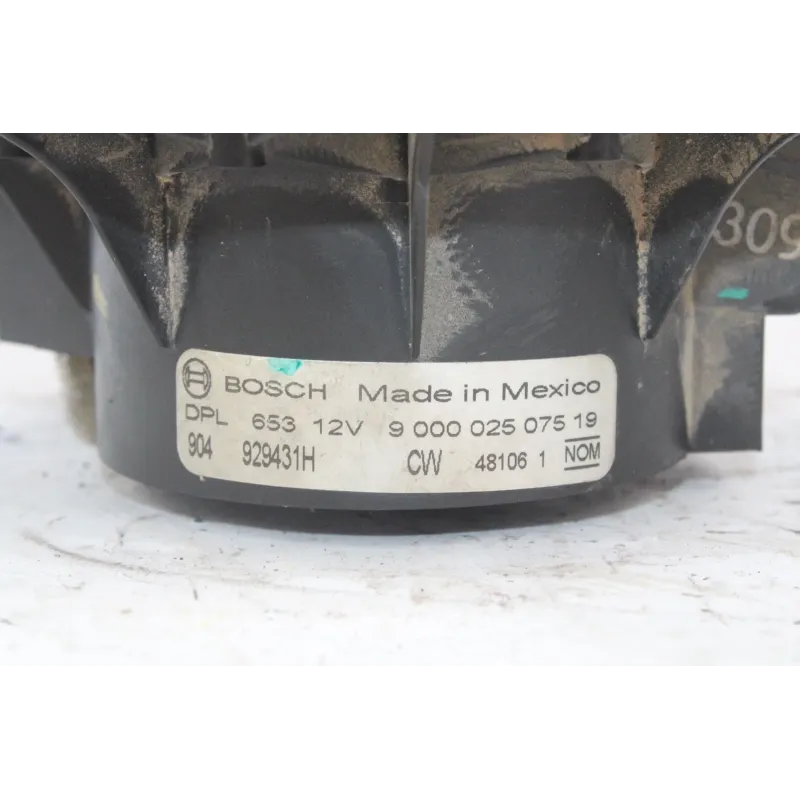 309
BOSCH Made in Mexico
DPL 653 12V 9 000 025 075 19
904 929431H CW 48106 1 NOM